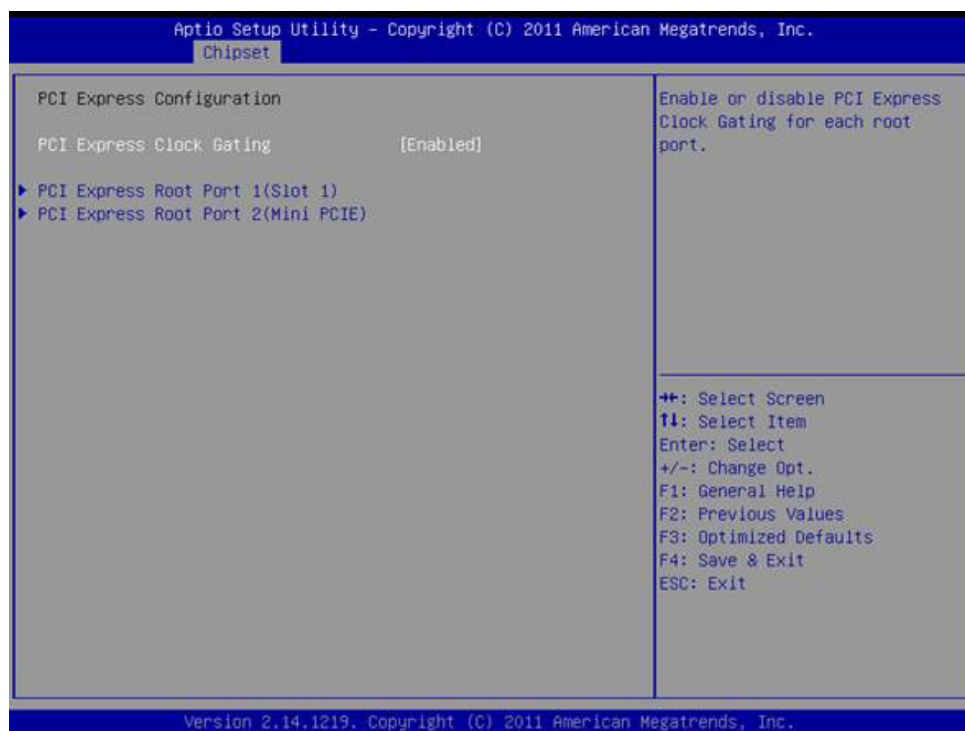 Aptio Setup Utility - Copyright (C) 2011 American Megatrends, Inc.
Chipset
PCI Express Configuration
PCI Express Clock Gating [Enabled]
PCI Express Root Port 1(Slot 1)
PCI Express Root Port 2(Mini PCIE)
Enable or disable PCI Express
Clock Gating for each root
port.
→←: Select Screen
↑↓: Select Item
Enter: Select
+/-: Change Opt.
F1: General Help
F2: Previous Values
F3: Optimized Defaults
F4: Save & Exit
ESC: Exit
Version 2.14.1219. Copyright (C) 2011 American Megatrends, Inc.